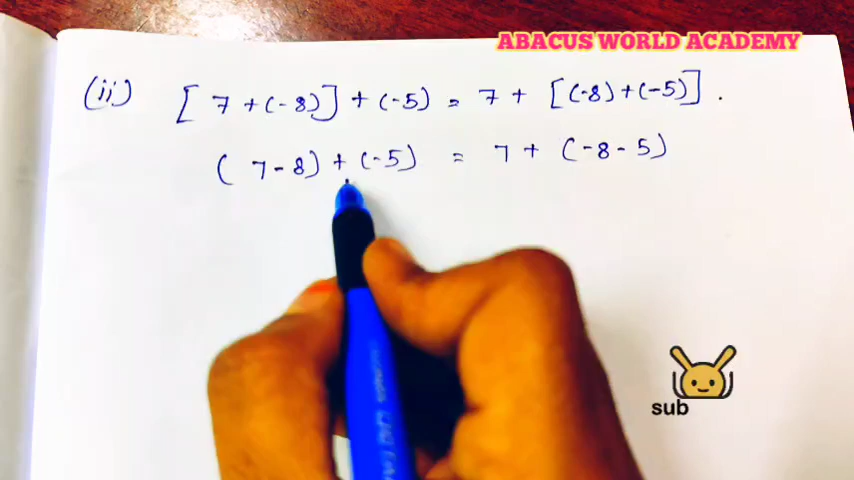 ABACUS WORLD ACADEMY
(ii) [7+(-8)] + (-5) = 7 + [(-8)+(-5)].
(7-8) + (-5) = 7 + (-8-5)
sub